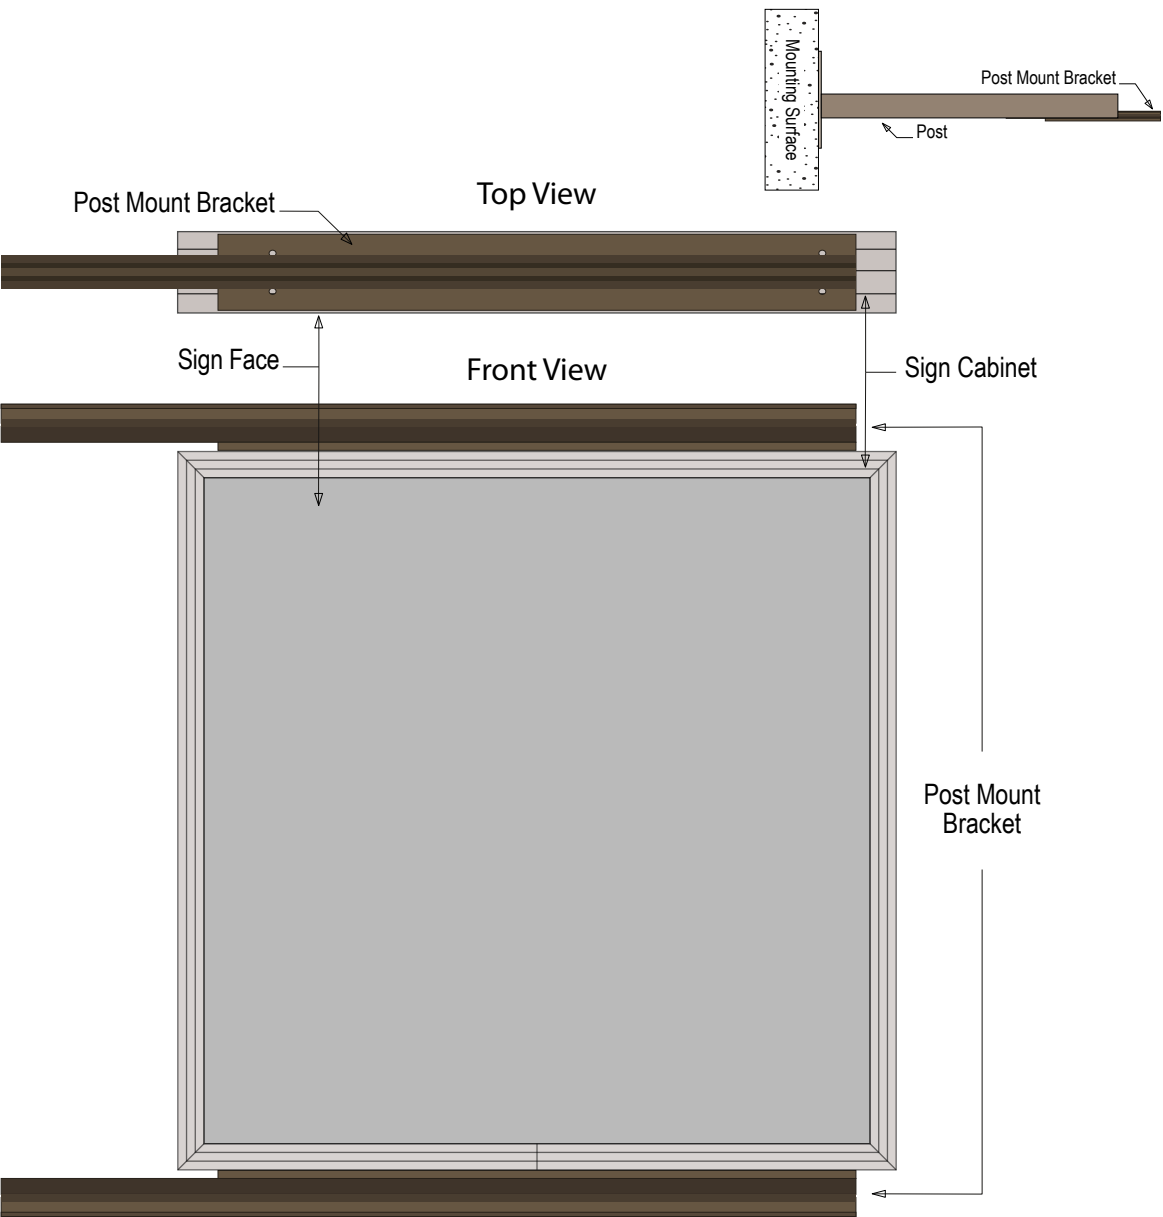 Mounting Surface
Post Mount Bracket
Post
Top View
Post Mount Bracket
Sign Face
Front View
Sign Cabinet
Post Mount
Bracket